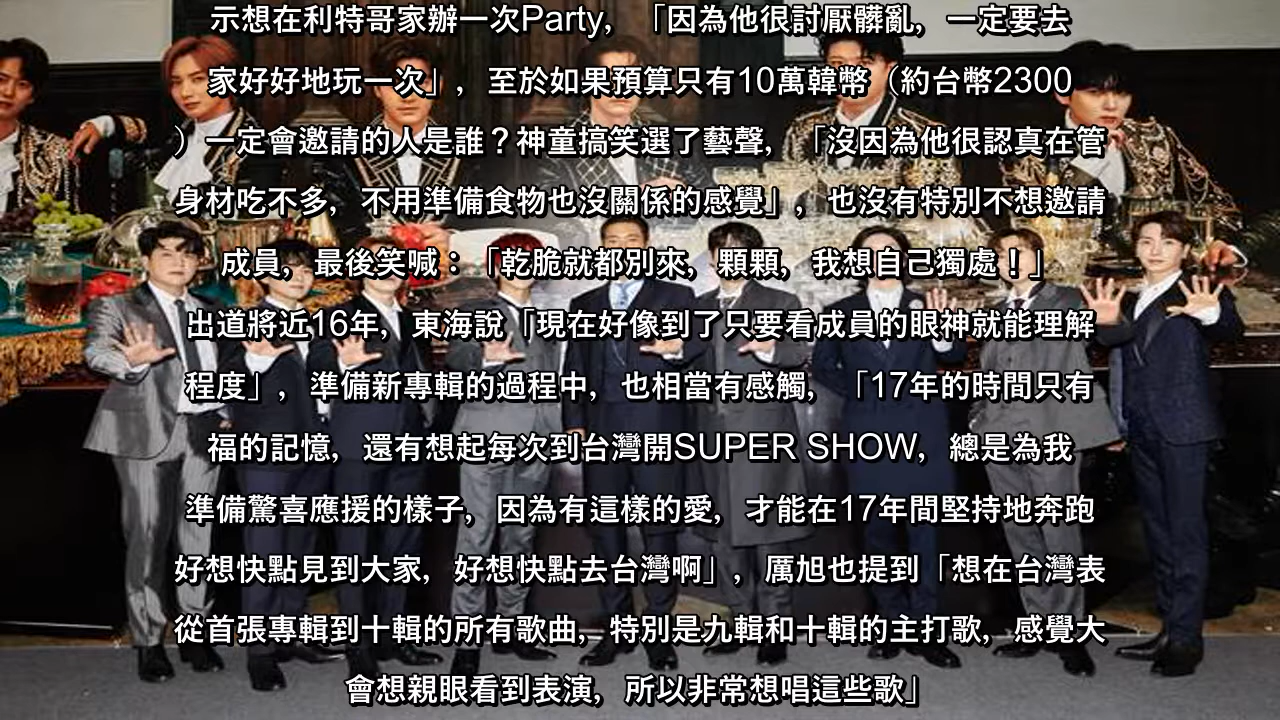 示想在利特哥家辦一次Party，「因為他很討厭髒亂，一定要去
家好好地玩一次」，至於如果預算只有10萬韓幣（約台幣2300
）一定會邀請的人是誰？神童搞笑選了藝聲，「沒因為他很認真在管
身材吃不多，不用準備食物也沒關係的感覺」，也沒有特別不想邀請
成員，最後笑喊：「乾脆就都別來，顆顆，我想自己獨處！」
出道將近16年，東海說「現在好像到了只要看成員的眼神就能理解
程度」，準備新專輯的過程中，也相當有感觸，「17年的時間只有
福的記憶，還有想起每次到台灣開SUPER SHOW，總是為我
準備驚喜應援的樣子，因為有這樣的愛，才能在17年間堅持地奔跑
好想快點見到大家，好想快點去台灣啊」，厲旭也提到「想在台灣表
從首張專輯到十輯的所有歌曲，特別是九輯和十輯的主打歌，感覺大
會想親眼看到表演，所以非常想唱這些歌」